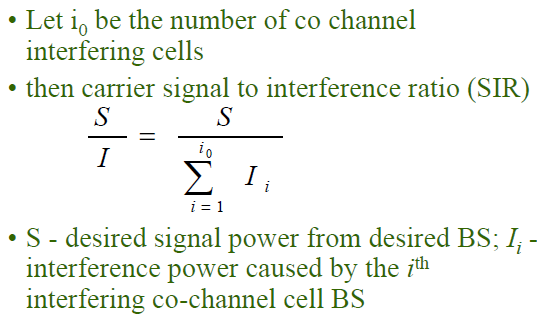 • Let i₀ be the number of co channel
interfering cells
• then carrier signal to interference ratio (SIR)
S/I = S / ∑_{i = 1}^{i₀} I_i
• S - desired signal power from desired BS; I_i -
interference power caused by the iᵗʰ
interfering co-channel cell BS